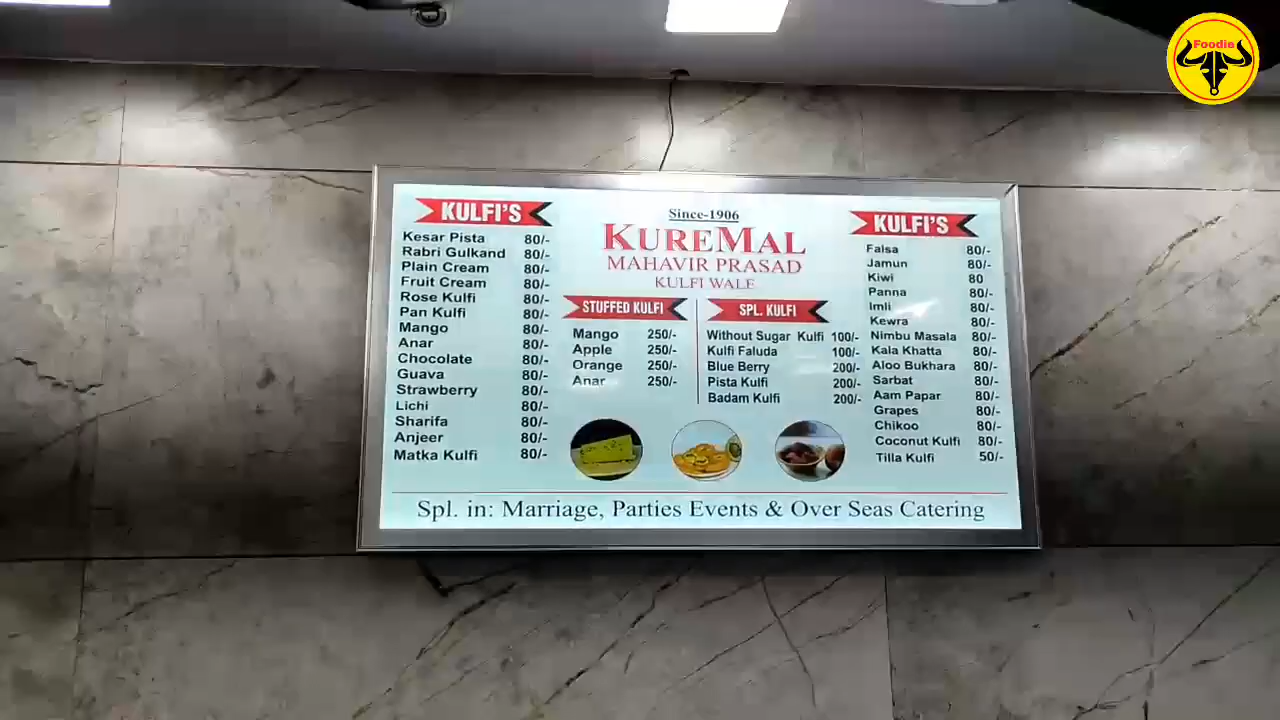 Foodie
Since-1906
KUREMAL
MAHAVIR PRASAD
KULFI WALE
KULFI'S
Kesar Pista 80/-
Rabri Gulkand 80/-
Plain Cream 80/-
Fruit Cream 80/-
Rose Kulfi 80/-
Pan Kulfi 80/-
Mango 80/-
Anar 80/-
Chocolate 80/-
Guava 80/-
Strawberry 80/-
Lichi 80/-
Sharifa 80/-
Anjeer 80/-
Matka Kulfi 80/-
STUFFED KULFI
Mango 250/-
Apple 250/-
Orange 250/-
Anar 250/-
SPL. KULFI
Without Sugar Kulfi 100/-
Kulfi Faluda 100/-
Blue Berry 200/-
Pista Kulfi 200/-
Badam Kulfi 200/-
KULFI'S
Falsa 80/-
Jamun 80/-
Kiwi 80
Panna 80/-
Imli 80/-
Kewra 80/-
Nimbu Masala 80/-
Kala Khatta 80/-
Aloo Bukhara 80/-
Sarbat 80/-
Aam Papar 80/-
Grapes 80/-
Chikoo 80/-
Coconut Kulfi 80/-
Tilla Kulfi 50/-
Spl. in: Marriage, Parties Events & Over Seas Catering